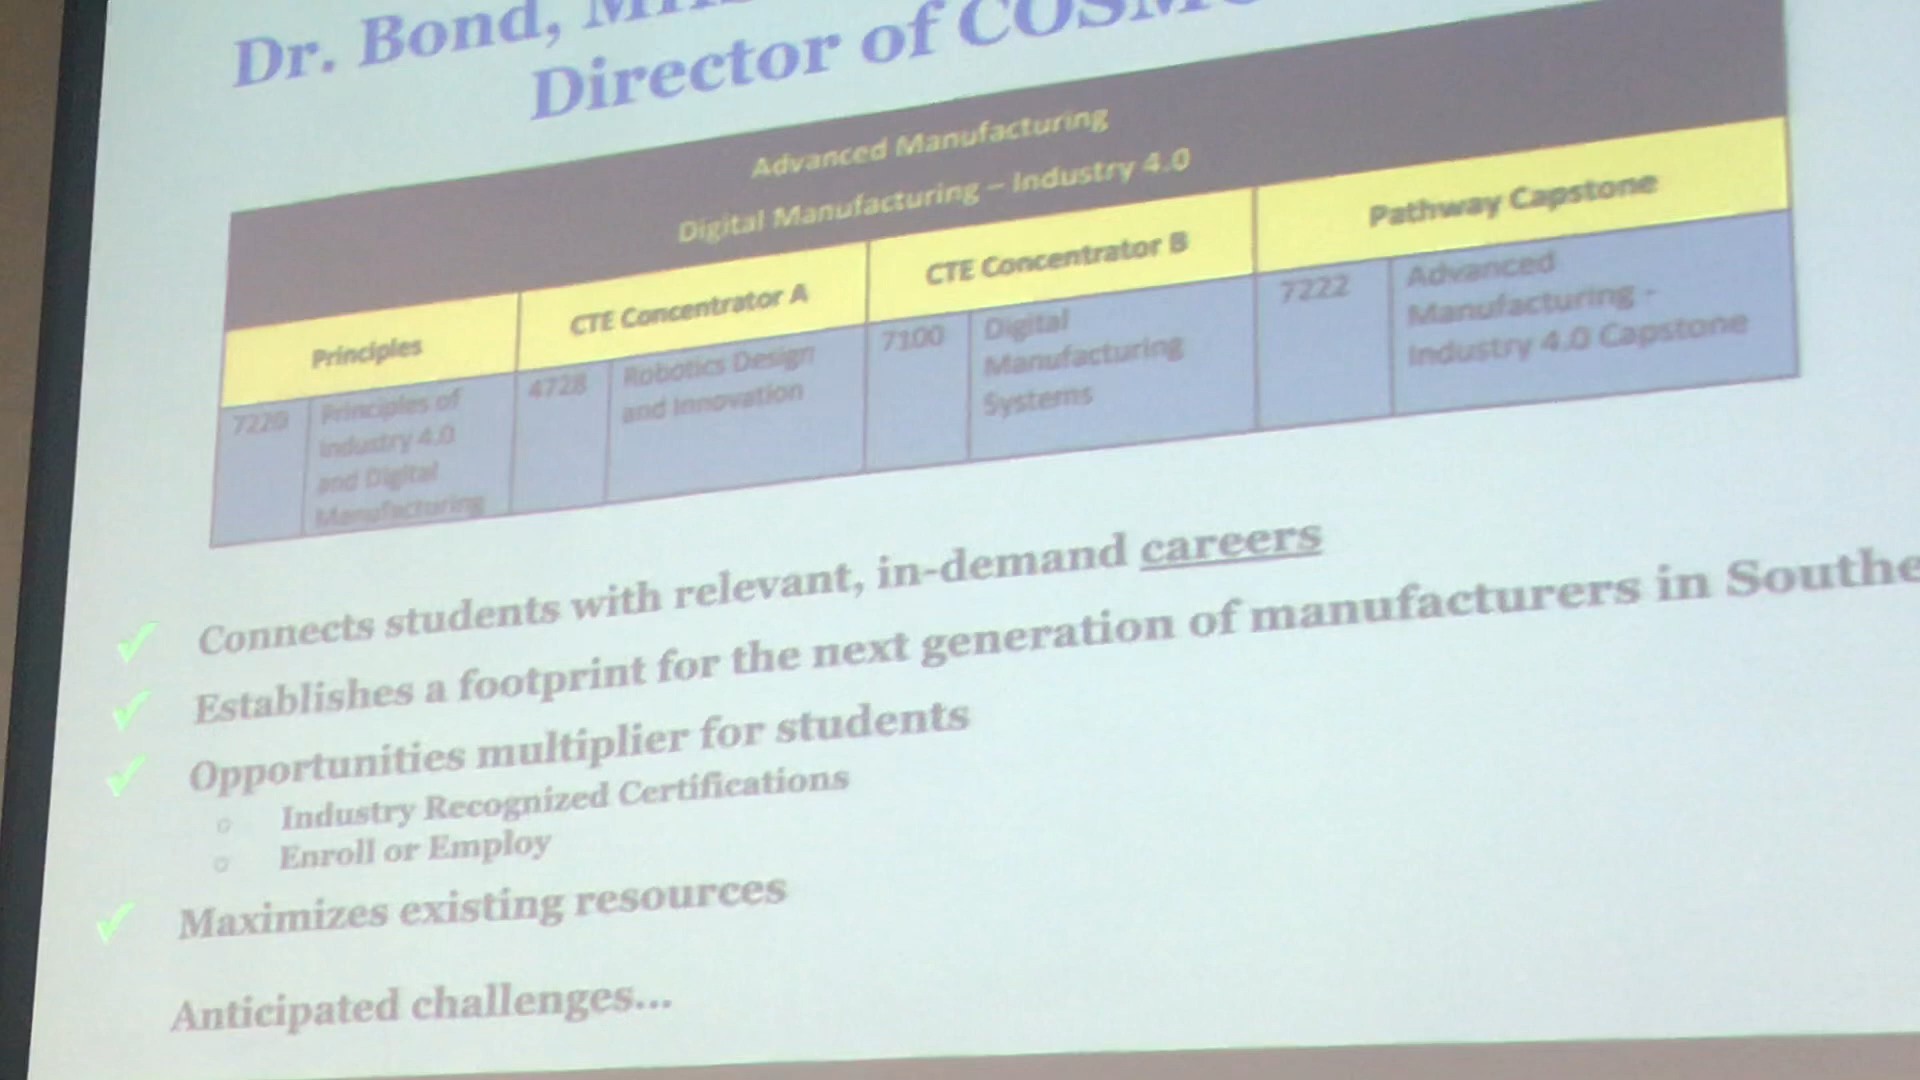 Dr. Bond,
Director of
Advanced Manufacturing
Digital Manufacturing – Industry 4.0
Principles
CTE Concentrator A
CTE Concentrator B
Pathway Capstone
7220
Principles of
Industry 4.0
and Digital
Manufacturing
4728
Robotics Design
and Innovation
7100
Digital
Manufacturing
Systems
7222
Advanced
Manufacturing -
Industry 4.0 Capstone
✓ Connects students with relevant, in-demand careers
✓ Establishes a footprint for the next generation of manufacturers in Southe
✓ Opportunities multiplier for students
○ Industry Recognized Certifications
○ Enroll or Employ
✓ Maximizes existing resources
Anticipated challenges...